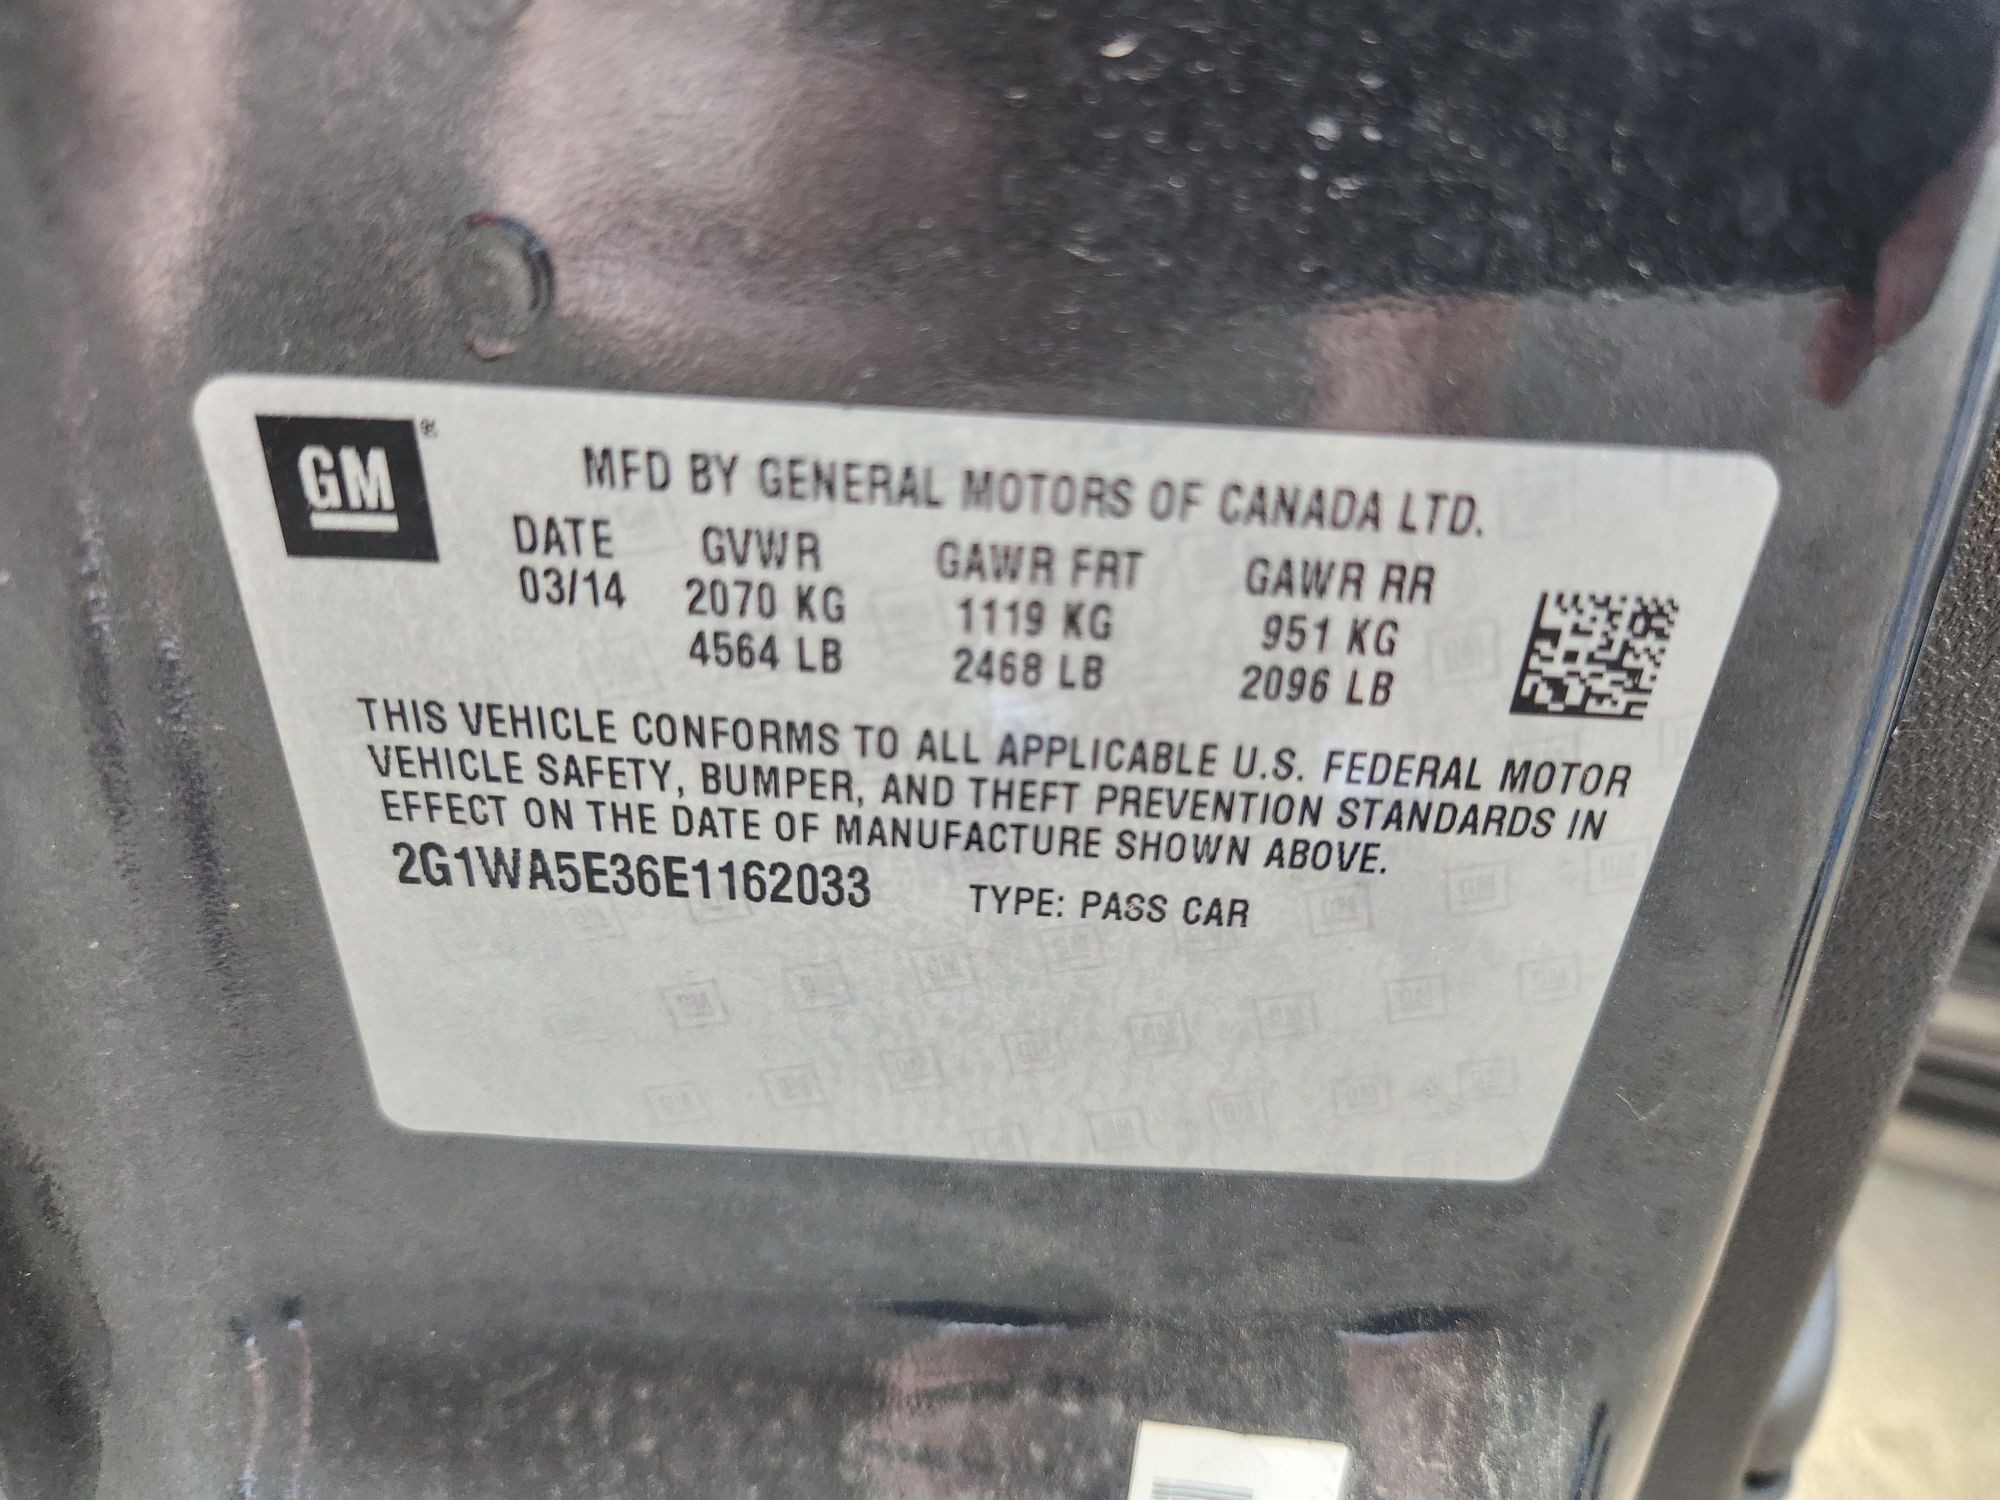 GM
MFD BY GENERAL MOTORS OF CANADA LTD.
DATE GVWR GAWR FRT GAWR RR
03/14 2070 KG 1119 KG 951 KG
4564 LB 2468 LB 2096 LB
THIS VEHICLE CONFORMS TO ALL APPLICABLE U.S. FEDERAL MOTOR
VEHICLE SAFETY, BUMPER, AND THEFT PREVENTION STANDARDS IN
EFFECT ON THE DATE OF MANUFACTURE SHOWN ABOVE.
2G1WA5E36E1162033 TYPE: PASS CAR